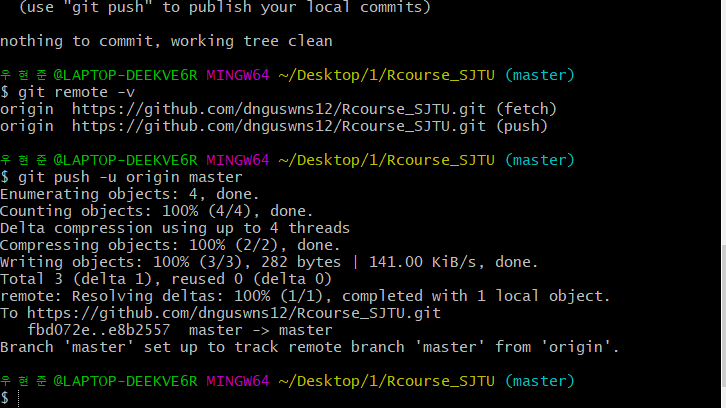 (use "git push" to publish your local commits)
nothing to commit, working tree clean
우현준@LAPTOP-DEEKVE6R MINGW64 ~/Desktop/1/Rcourse_SJTU (master)
$ git remote -v
origin  https://github.com/dnguswns12/Rcourse_SJTU.git (fetch)
origin  https://github.com/dnguswns12/Rcourse_SJTU.git (push)
우현준@LAPTOP-DEEKVE6R MINGW64 ~/Desktop/1/Rcourse_SJTU (master)
$ git push -u origin master
Enumerating objects: 4, done.
Counting objects: 100% (4/4), done.
Delta compression using up to 4 threads
Compressing objects: 100% (2/2), done.
Writing objects: 100% (3/3), 282 bytes | 141.00 KiB/s, done.
Total 3 (delta 1), reused 0 (delta 0)
remote: Resolving deltas: 100% (1/1), completed with 1 local object.
To https://github.com/dnguswns12/Rcourse_SJTU.git
   fbd072e..e8b2557  master -> master
Branch 'master' set up to track remote branch 'master' from 'origin'.
우현준@LAPTOP-DEEKVE6R MINGW64 ~/Desktop/1/Rcourse_SJTU (master)
$